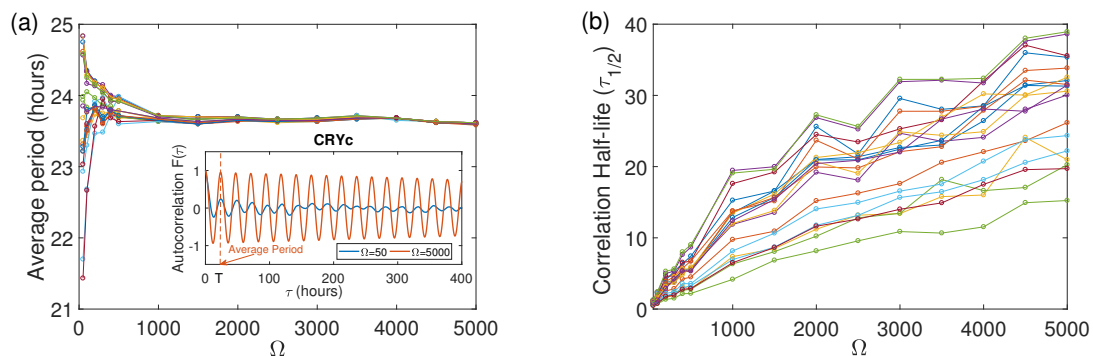 (a)
Average period (hours)
25
24
23
22
21
0
1000
2000
3000
4000
5000
Ω
CRYc
Autocorrelation F(τ)
1
0
-1
0
T
100
200
300
400
τ (hours)
Average Period
Ω=50
Ω=5000
(b)
Correlation Half-life (τ1/2)
40
30
20
10
0
1000
2000
3000
4000
5000
Ω